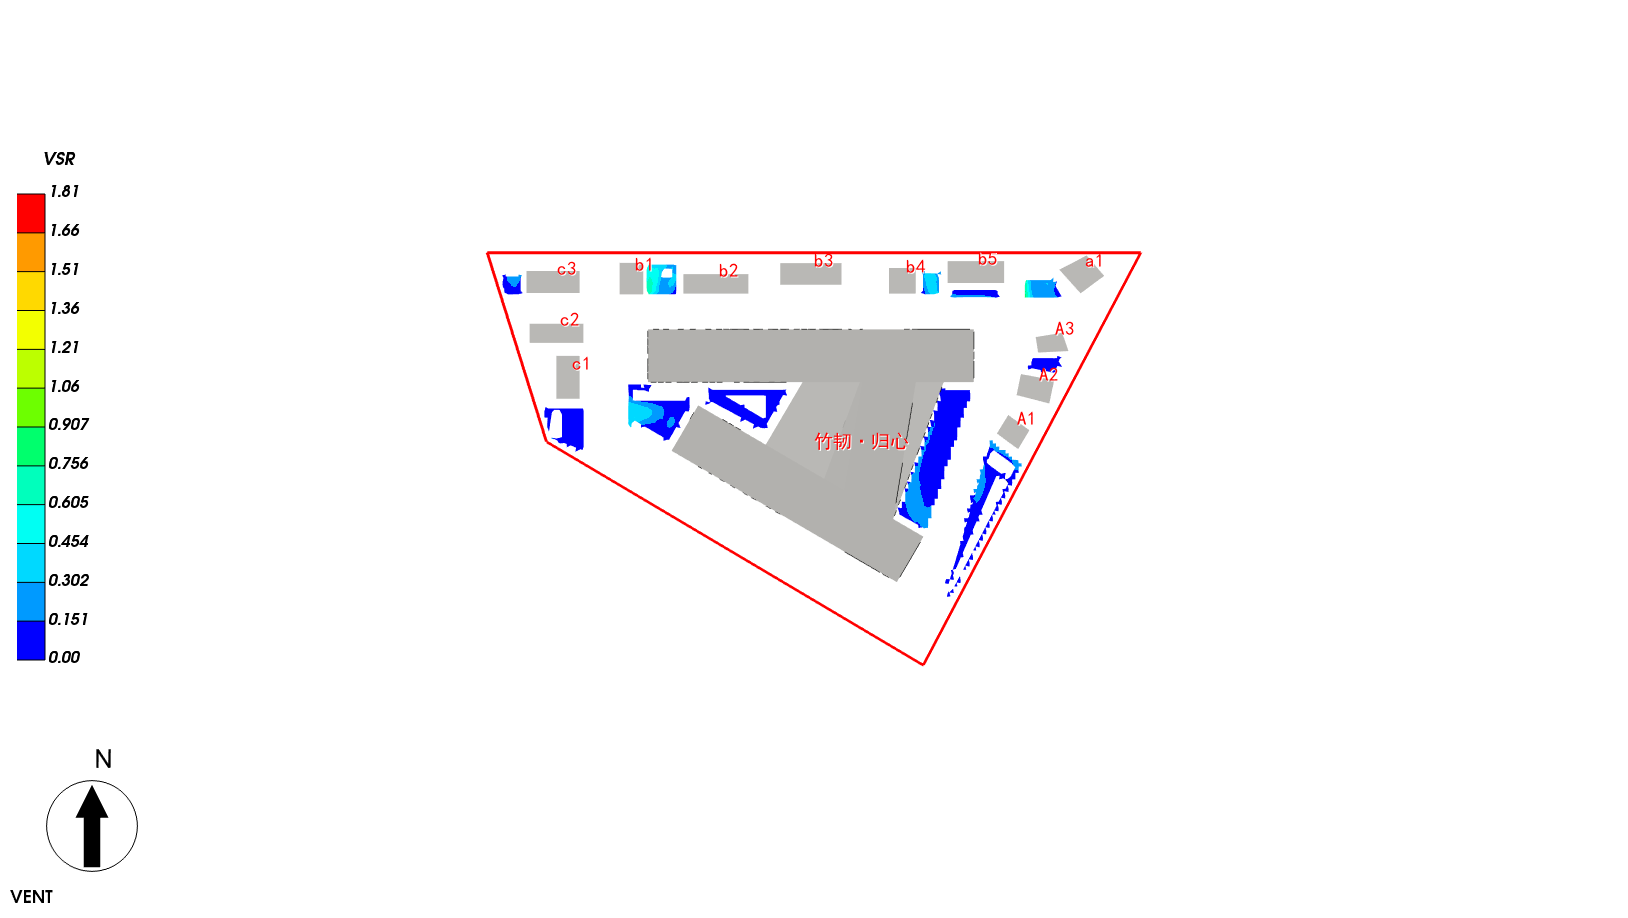 VSR
1.81
1.66
1.51
1.36
1.21
1.06
0.907
0.756
0.605
0.454
0.302
0.151
0.00
c3
b1
b2
b3
b4
b5
a1
c2
A3
c1
A2
A1
竹韧·归心
N
VENT